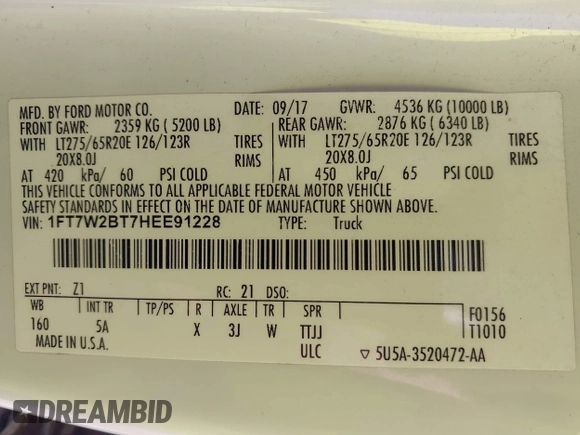 MFD. BY FORD MOTOR CO. DATE: 09/17 GVWR: 4536 KG (10000 LB)
FRONT GAWR: 2359 KG ( 5200 LB) REAR GAWR: 2876 KG ( 6340 LB)
WITH LT275/65R20E 126/123R TIRES WITH LT275/65R20E 126/123R TIRES
20X8.0J RIMS 20X8.0J RIMS
AT 420 kPa/ 60 PSI COLD AT 450 kPa/ 65 PSI COLD
THIS VEHICLE CONFORMS TO ALL APPLICABLE FEDERAL MOTOR VEHICLE
SAFETY STANDARDS IN EFFECT ON THE DATE OF MANUFACTURE SHOWN ABOVE.
VIN: 1FT7W2BT7HEE91228 TYPE: Truck
EXT PNT: Z1 RC: 21 DSO:
WB INT TR TP/PS R AXLE TR SPR F0156
160 5A X 3J W TTJJ T1010
MADE IN U.S.A. ULC ▽ 5U5A-3520472-AA
DREAMBID